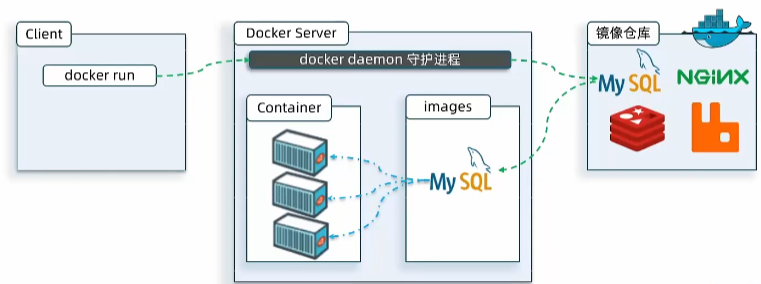 Client
docker run
Docker Server
docker daemon 守护进程
Container
images
MySQL
镜像仓库
MySQL
NGINX